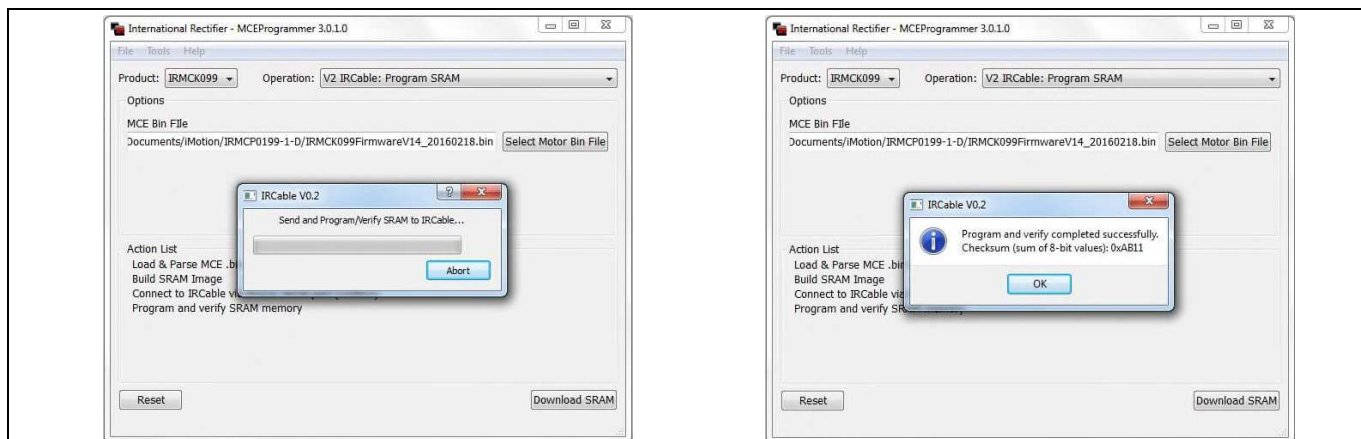 International Rectifier - MCEProgrammer 3.0.1.0
File Tools Help
Product: IRMCK099 Operation: V2 IRCable: Program SRAM
Options
MCE Bin FIle
Documents/iMotion/IRMCP0199-1-D/IRMCK099FirmwareV14_20160218.bin Select Motor Bin File
IRCable V0.2
Send and Program/Verify SRAM to IRCable...
Abort
Action List
Load & Parse MCE .bi
Build SRAM Image
Connect to IRCable
Program and verify SRAM memory
Reset Download SRAM
International Rectifier - MCEProgrammer 3.0.1.0
File Tools Help
Product: IRMCK099 Operation: V2 IRCable: Program SRAM
Options
MCE Bin FIle
Documents/iMotion/IRMCP0199-1-D/IRMCK099FirmwareV14_20160218.bin Select Motor Bin File
IRCable V0.2
Program and verify completed successfully.
Checksum (sum of 8-bit values): 0xAB11
OK
Action List
Load & Parse MCE .bin
Build SRAM Image
Connect to IRCable via
Program and verify
Reset Download SRAM